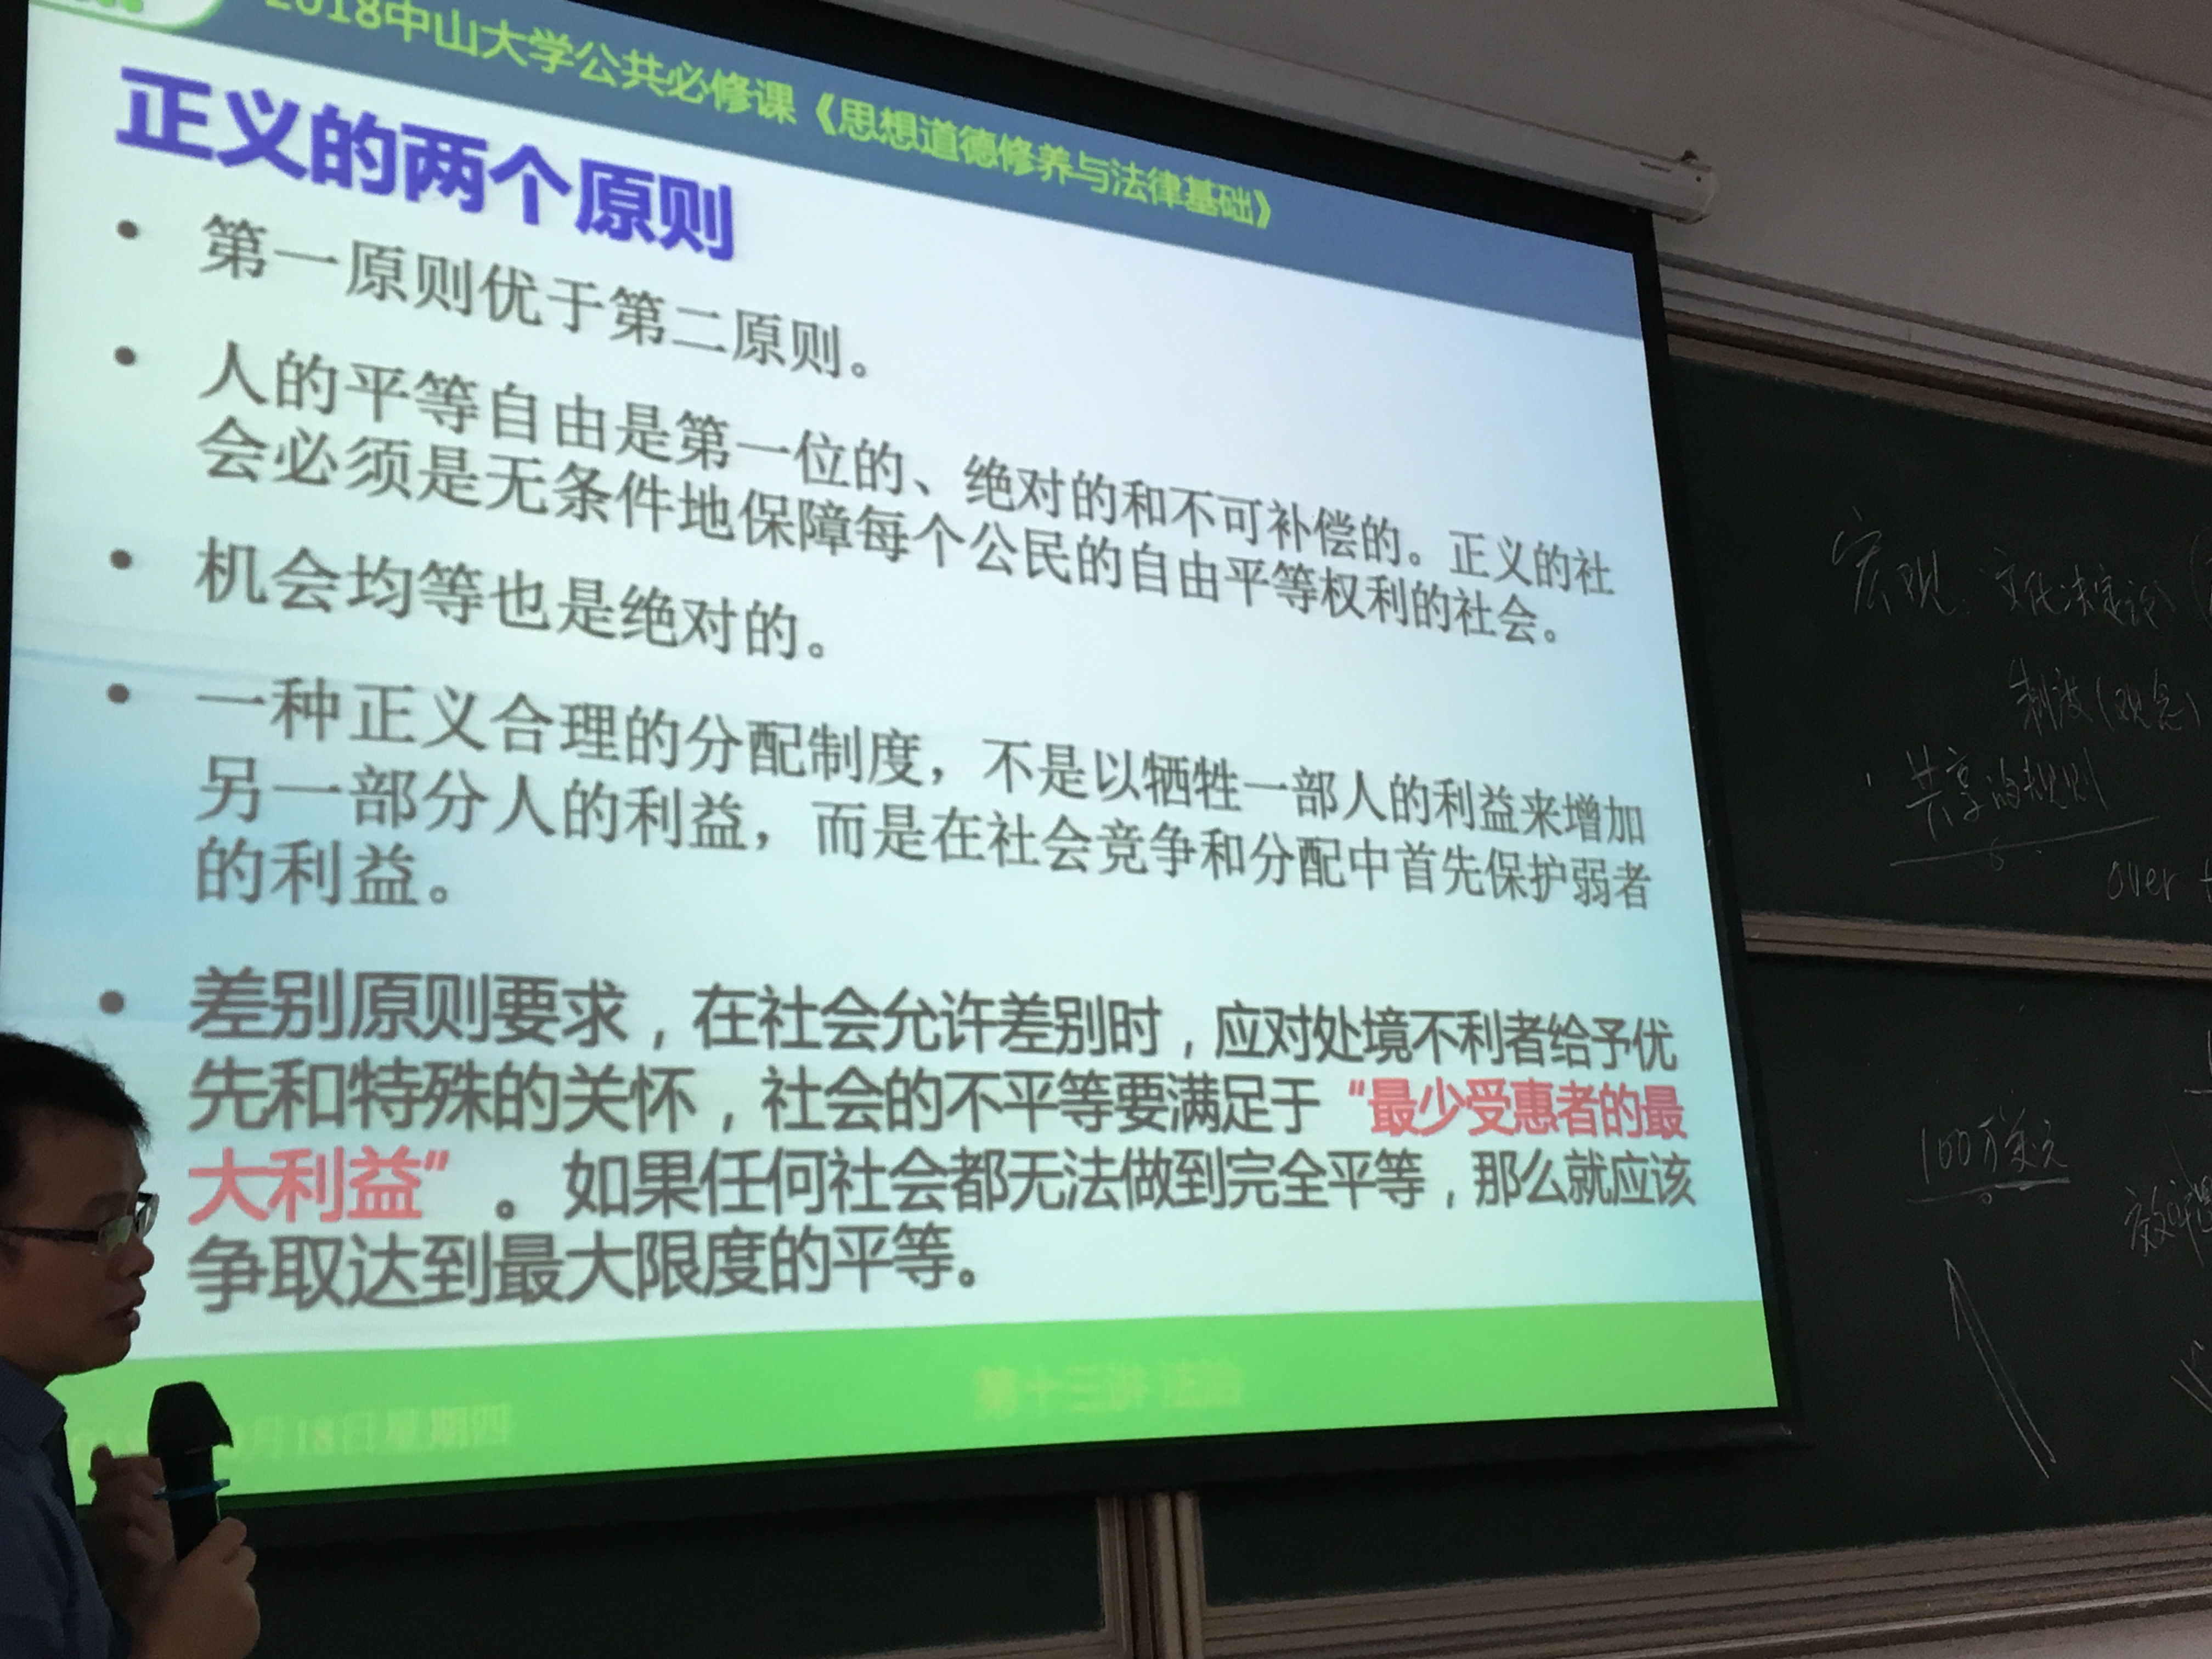 2018中山大学公共必修课《思想道德修养与法律基础》
正义的两个原则
• 第一原则优于第二原则。
• 人的平等自由是第一位的、绝对的和不可补偿的。正义的社
会必须是无条件地保障每个公民的自由平等权利的社会。
• 机会均等也是绝对的。
• 一种正义合理的分配制度，不是以牺牲一部人的利益来增加
另一部分人的利益，而是在社会竞争和分配中首先保护弱者
的利益。
• 差别原则要求，在社会允许差别时，应对处境不利者给予优
先和特殊的关怀，社会的不平等要满足于“最少受惠者的最
大利益”。如果任何社会都无法做到完全平等，那么就应该
争取达到最大限度的平等。
第十三讲 法治
月18日星期四
宏观：文化决定论
制度(观念)
共享的规则
over
100万美元